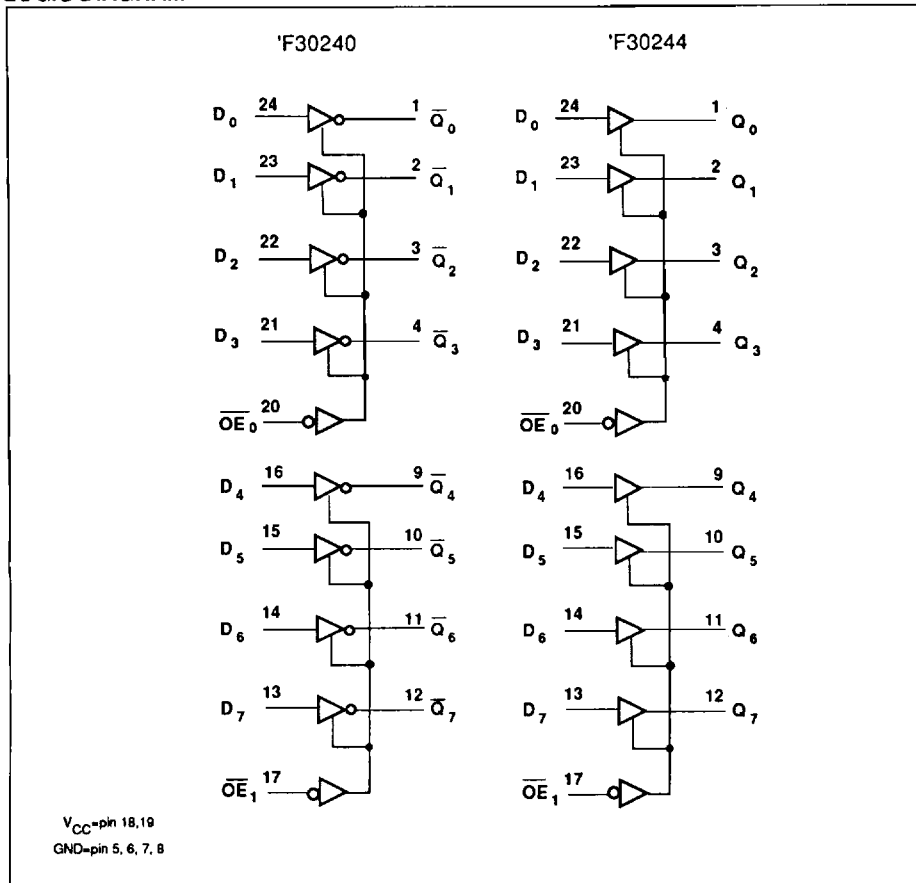 'F30240 'F30244
D0 24 1 Q̅0 D0 24 1 Q0
D1 23 2 Q̅1 D1 23 2 Q1
D2 22 3 Q̅2 D2 22 3 Q2
D3 21 4 Q̅3 D3 21 4 Q3
O̅E̅0 20 O̅E̅0 20
D4 16 9 Q̅4 D4 16 9 Q4
D5 15 10 Q̅5 D5 15 10 Q5
D6 14 11 Q̅6 D6 14 11 Q6
D7 13 12 Q̅7 D7 13 12 Q7
O̅E̅1 17 O̅E̅1 17
VCC=pin 18,19
GND=pin 5, 6, 7, 8